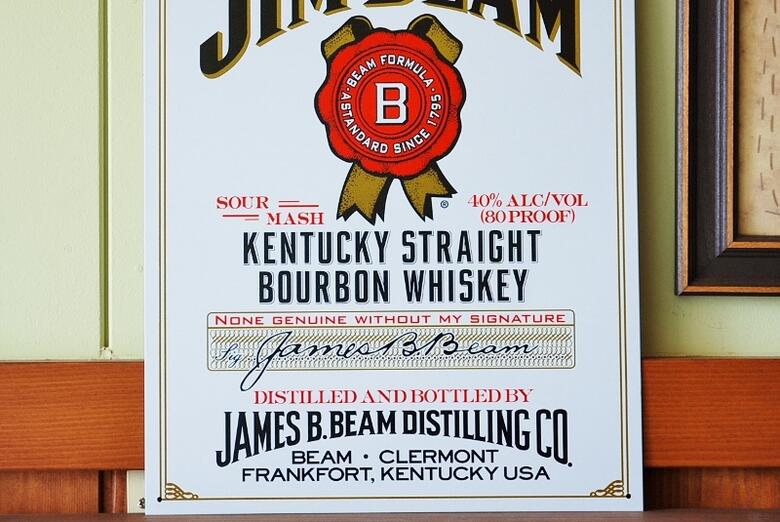 JIM BEAM
BEAM FORMULA
B
A STANDARD SINCE 1795
SOUR MASH
®
40% ALC/VOL
(80 PROOF)
KENTUCKY STRAIGHT
BOURBON WHISKEY
NONE GENUINE WITHOUT MY SIGNATURE
Sig. James B. Beam
DISTILLED AND BOTTLED BY
JAMES B. BEAM DISTILLING CO.
BEAM · CLERMONT
FRANKFORT, KENTUCKY USA